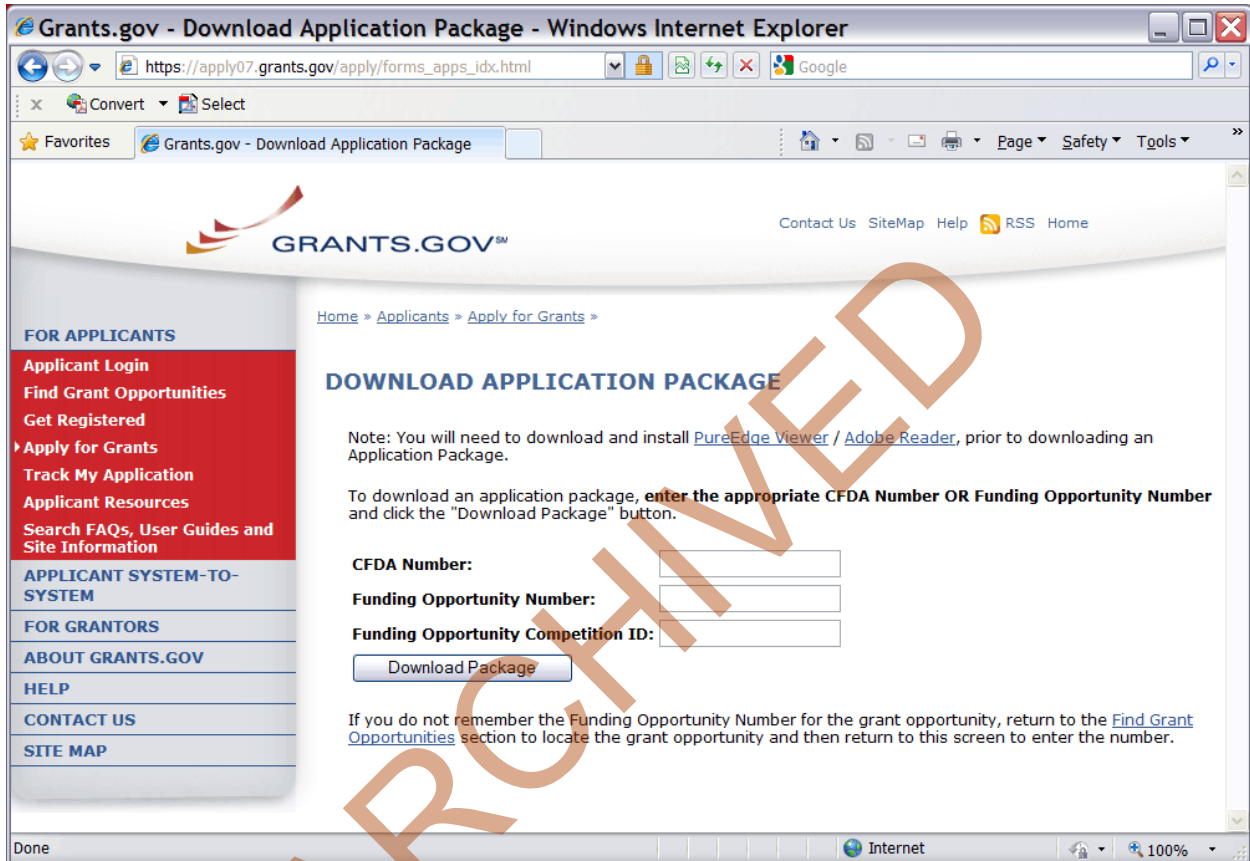 Grants.gov - Download Application Package - Windows Internet Explorer
https://apply07.grants.gov/apply/forms_apps_idx.html
Google
x Convert Select
Favorites
Grants.gov - Download Application Package
Page Safety Tools »
GRANTS.GOV℠
Contact Us SiteMap Help RSS Home
Home » Applicants » Apply for Grants »
FOR APPLICANTS
Applicant Login
Find Grant Opportunities
Get Registered
Apply for Grants
Track My Application
Applicant Resources
Search FAQs, User Guides and
Site Information
APPLICANT SYSTEM-TO-
SYSTEM
FOR GRANTORS
ABOUT GRANTS.GOV
HELP
CONTACT US
SITE MAP
DOWNLOAD APPLICATION PACKAGE
Note: You will need to download and install PureEdge Viewer / Adobe Reader, prior to downloading an
Application Package.
To download an application package, enter the appropriate CFDA Number OR Funding Opportunity Number
and click the "Download Package" button.
CFDA Number:
Funding Opportunity Number:
Funding Opportunity Competition ID:
Download Package
If you do not remember the Funding Opportunity Number for the grant opportunity, return to the Find Grant
Opportunities section to locate the grant opportunity and then return to this screen to enter the number.
ARCHIVED
Done
Internet
100%